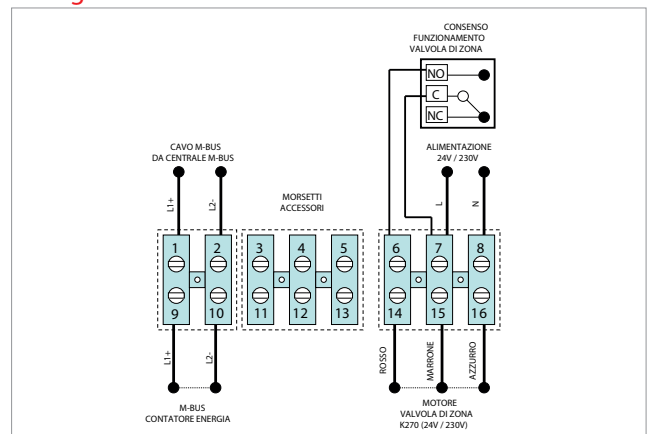 CONSENSO
FUNZIONAMENTO
VALVOLA DI ZONA
NO
C
NC
CAVO M-BUS
DA CENTRALE M-BUS
ALIMENTAZIONE
24V / 230V
L1+
L2-
MORSETTI
ACCESSORI
L
N
1
2
3
4
5
6
7
8
9
10
11
12
13
14
15
16
L1+
L2-
ROSSO
MARRONE
AZZURRO
M-BUS
CONTATORE ENERGIA
MOTORE
VALVOLA DI ZONA
K270 (24V / 230V)